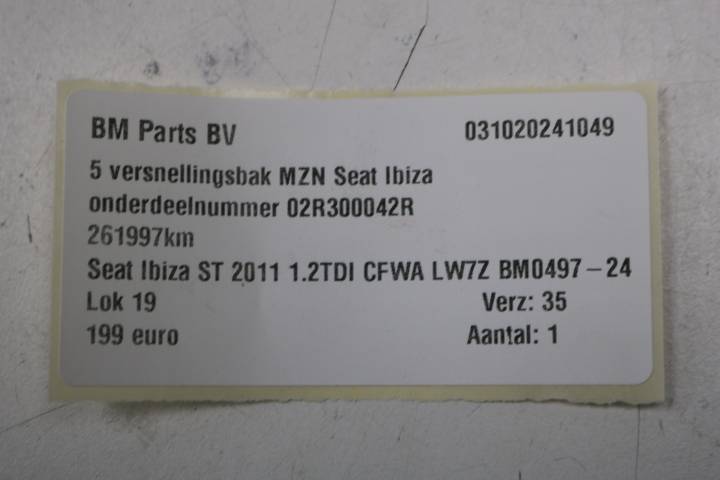 BM Parts BV 031020241049
5 versnellingsbak MZN Seat Ibiza
onderdeelnummer 02R300042R
261997km
Seat Ibiza ST 2011 1.2TDI CFWA LW7Z BM0497-24
Lok 19 Verz: 35
199 euro Aantal: 1